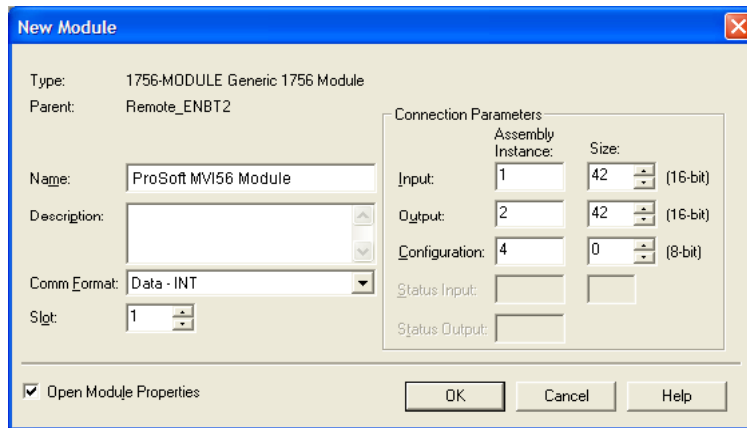 New Module
Type: 1756-MODULE Generic 1756 Module
Parent: Remote_ENBT2
Connection Parameters
Assembly Instance: Size:
Name: ProSoft MVI56 Module
Input: 1 42 (16-bit)
Description:
Output: 2 42 (16-bit)
Configuration: 4 0 (8-bit)
Comm Format: Data - INT
Status Input:
Slot: 1
Status Output:
Open Module Properties
OK Cancel Help